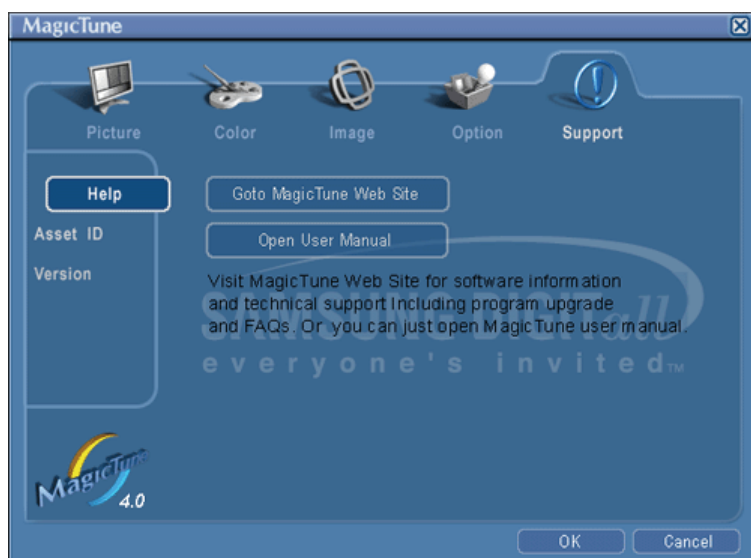 MagicTune
Picture
Color
Image
Option
Support
Help
Asset ID
Version
Goto MagicTune Web Site
Open User Manual
Visit MagicTune Web Site for software information
and technical support Including program upgrade
and FAQs. Or you can just open MagicTune user manual.
SAMSUNG DIGITall
everyone's invited™
MagicTune
4.0
OK
Cancel